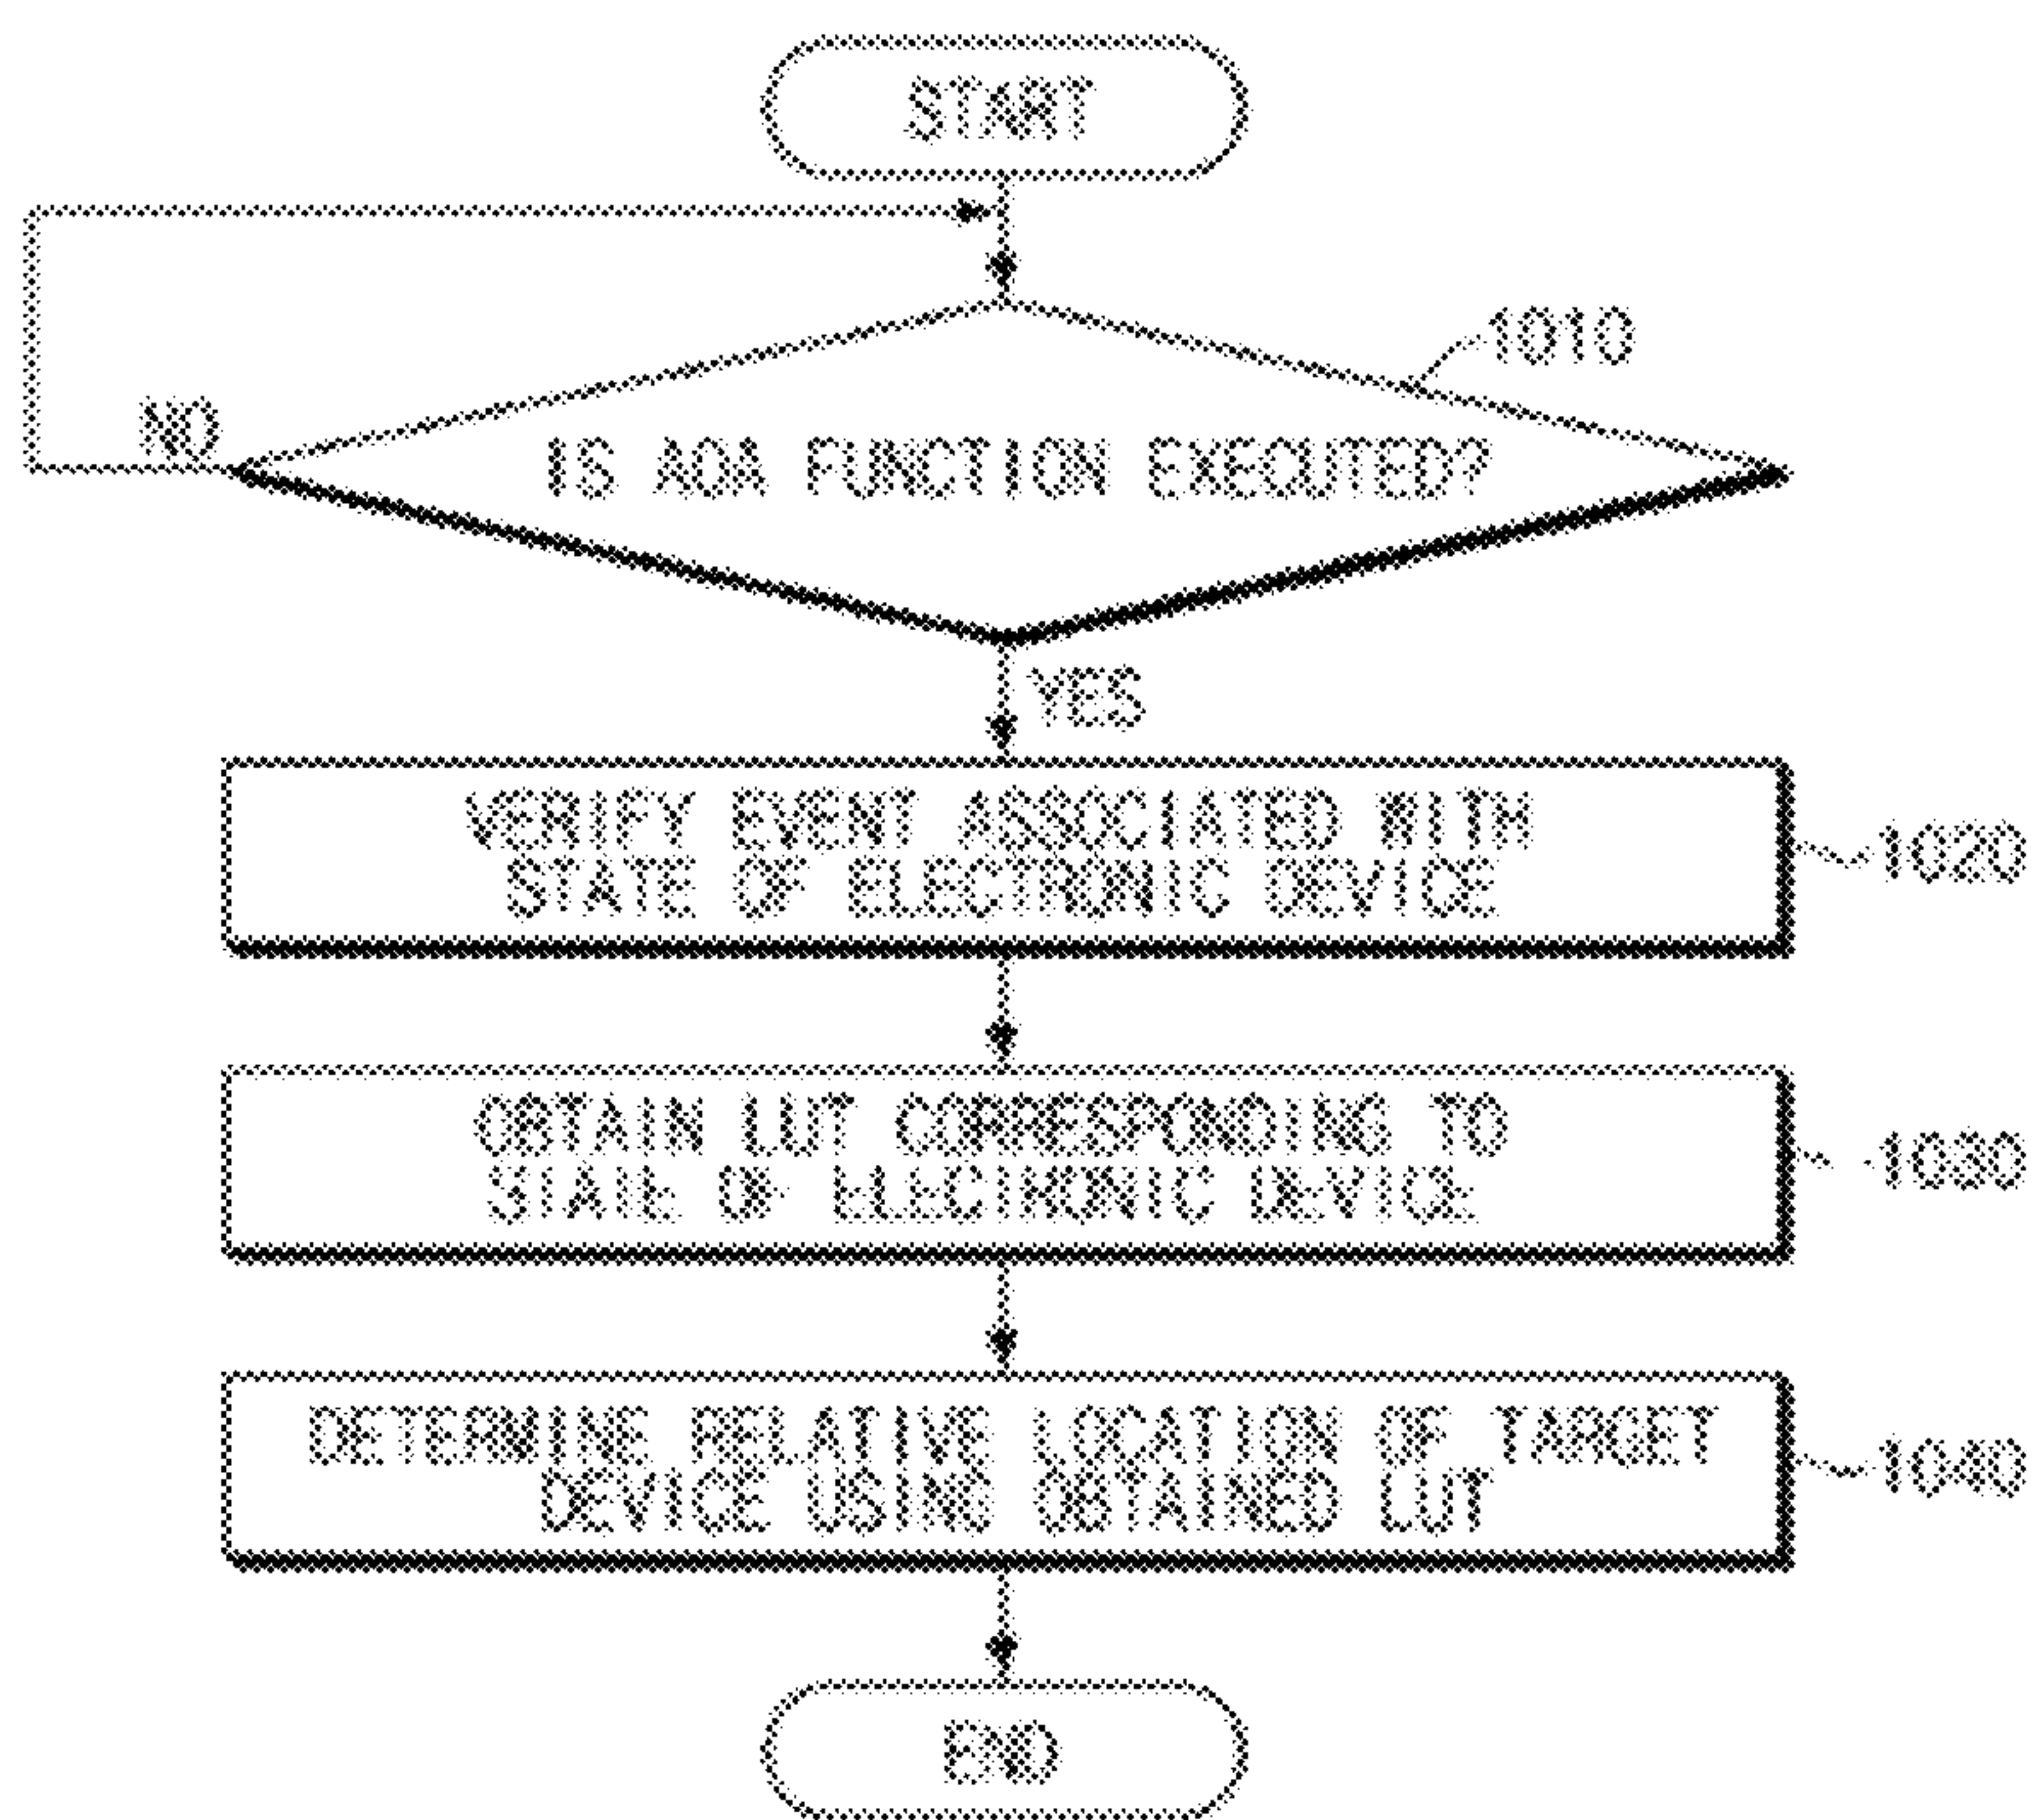 START
1010
NO
IS AOA FUNCTION EXECUTED?
YES
VERIFY EVENT ASSOCIATED WITH
STATE OF ELECTRONIC DEVICE
1020
OBTAIN LUT CORRESPONDING TO
STATE OF ELECTRONIC DEVICE
1030
DETERMINE RELATIVE LOCATION OF TARGET
DEVICE USING OBTAINED LUT
1040
END